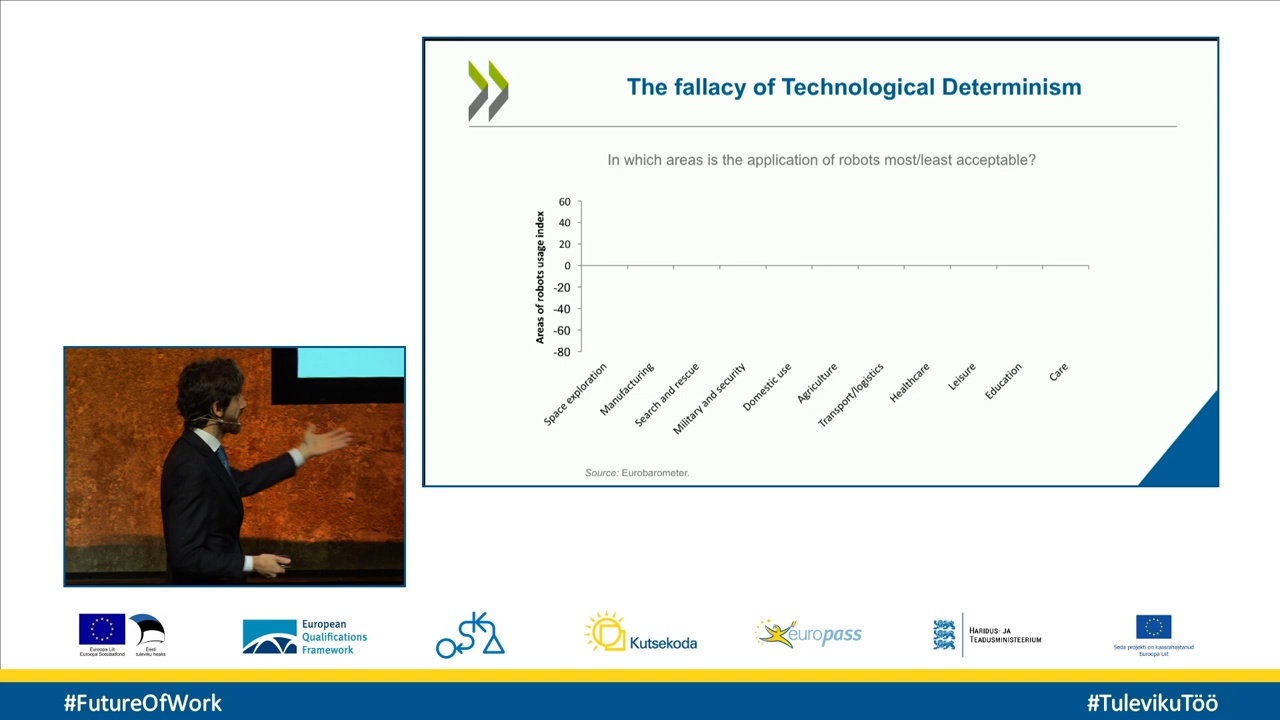 The fallacy of Technological Determinism
In which areas is the application of robots most/least acceptable?
Areas of robots usage index
60
40
20
0
-20
-40
-60
-80
Space exploration
Manufacturing
Search and rescue
Military and security
Domestic use
Agriculture
Transport/logistics
Healthcare
Leisure
Education
Care
Source: Eurobarometer.
Euroopa Liit
Euroopa Sotsiaalfond
Eesti
tuleviku heaks
European
Qualifications
Framework
OSKA
Kutsekoda
europass
HARIDUS- JA
TEADUSMINISTEERIUM
Seda projekti on kaasrahastanud
Euroopa Liit
#FutureOfWork
#TulevikuTöö